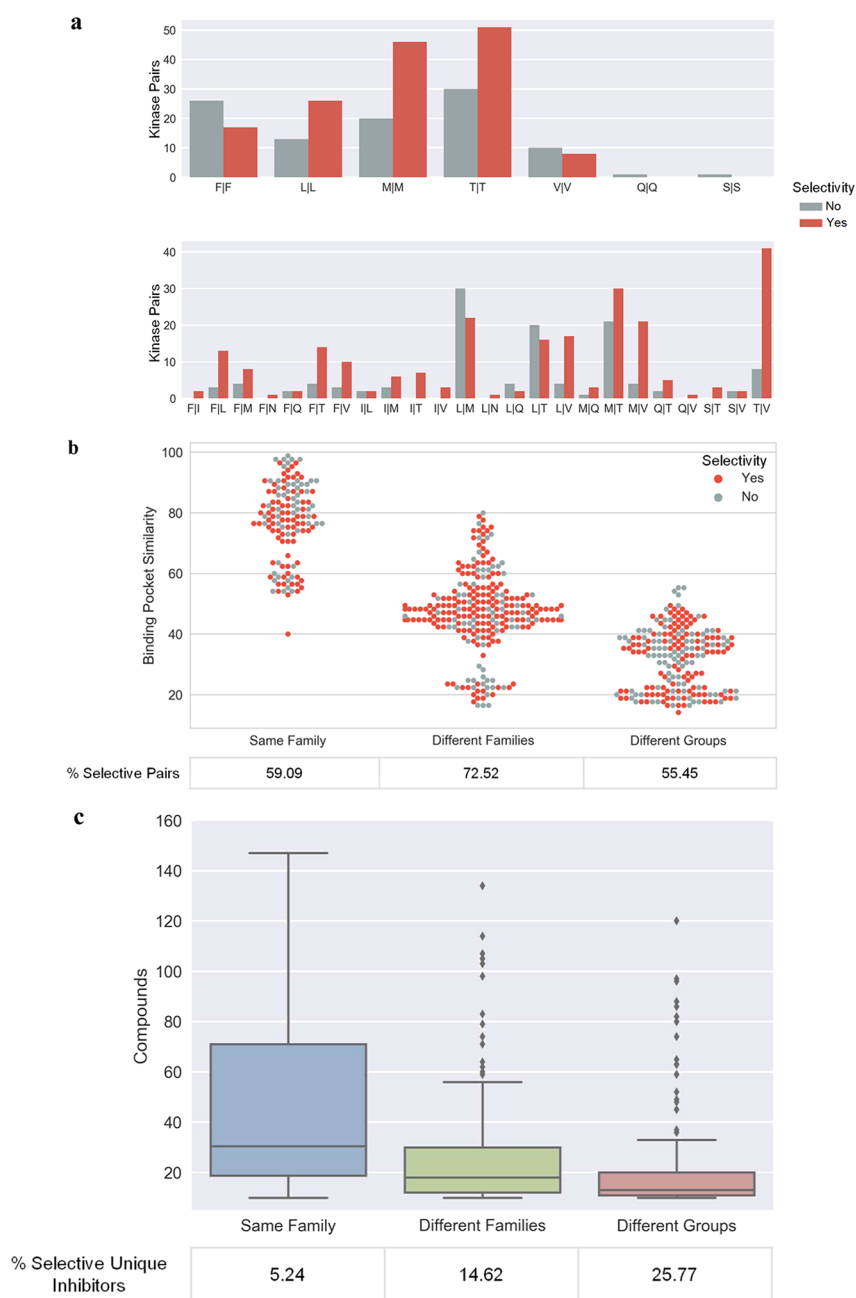 a
50
40
30
20
10
0
Kinase Pairs
F|F L|L M|M T|T V|V Q|Q S|S
Selectivity
No
Yes
40
30
20
10
0
Kinase Pairs
F|I F|L F|M F|N F|Q F|T F|V I|L I|M I|T I|V L|M L|N L|Q L|T L|V M|Q M|T M|V Q|T Q|V S|T S|V T|V
b
100
80
60
40
20
Binding Pocket Similarity
Selectivity
Yes
No
Same Family Different Families Different Groups
% Selective Pairs 59.09 72.52 55.45
c
160
140
120
100
80
60
40
20
Compounds
Same Family Different Families Different Groups
% Selective Unique
Inhibitors
5.24 14.62 25.77